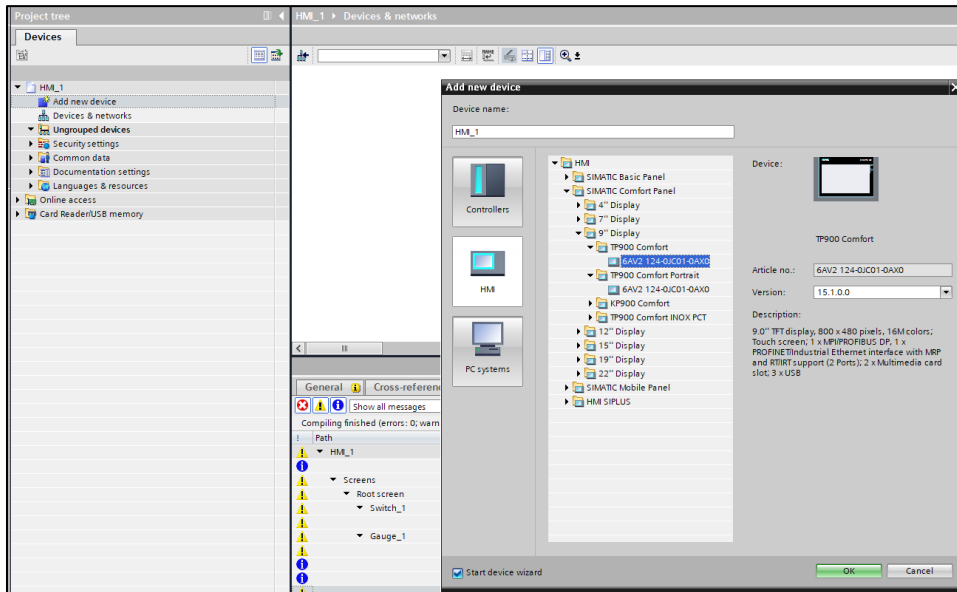 Project tree
Devices
HMI_1
Add new device
Devices & networks
Ungrouped devices
Security settings
Common data
Documentation settings
Languages & resources
Online access
Card Reader/USB memory
HMI_1 ▸ Devices & networks
General
Cross-referenc
Show all messages
Compiling finished (errors: 0; warn
! Path
HMI_1
Screens
Root screen
Switch_1
Gauge_1
Add new device
Device name:
HMI_1
Controllers
HMI
PC systems
HMI
SIMATIC Basic Panel
SIMATIC Comfort Panel
4'' Display
7'' Display
9'' Display
TP900 Comfort
6AV2 124-0JC01-0AX0
TP900 Comfort Portrait
6AV2 124-0JC01-0AX0
KP900 Comfort
TP900 Comfort INOX PCT
12'' Display
15'' Display
19'' Display
22'' Display
SIMATIC Mobile Panel
HMI SIPLUS
Device:
TP900 Comfort
Article no.: 6AV2 124-0JC01-0AX0
Version: 15.1.0.0
Description:
9.0'' TFT display, 800 x 480 pixels, 16M colors;
Touch screen; 1 x MPI/PROFIBUS DP, 1 x
PROFINET/Industrial Ethernet interface with MRP
and RT/IRT support (2 Ports); 2 x Multimedia card
slot; 3 x USB
Start device wizard
OK
Cancel